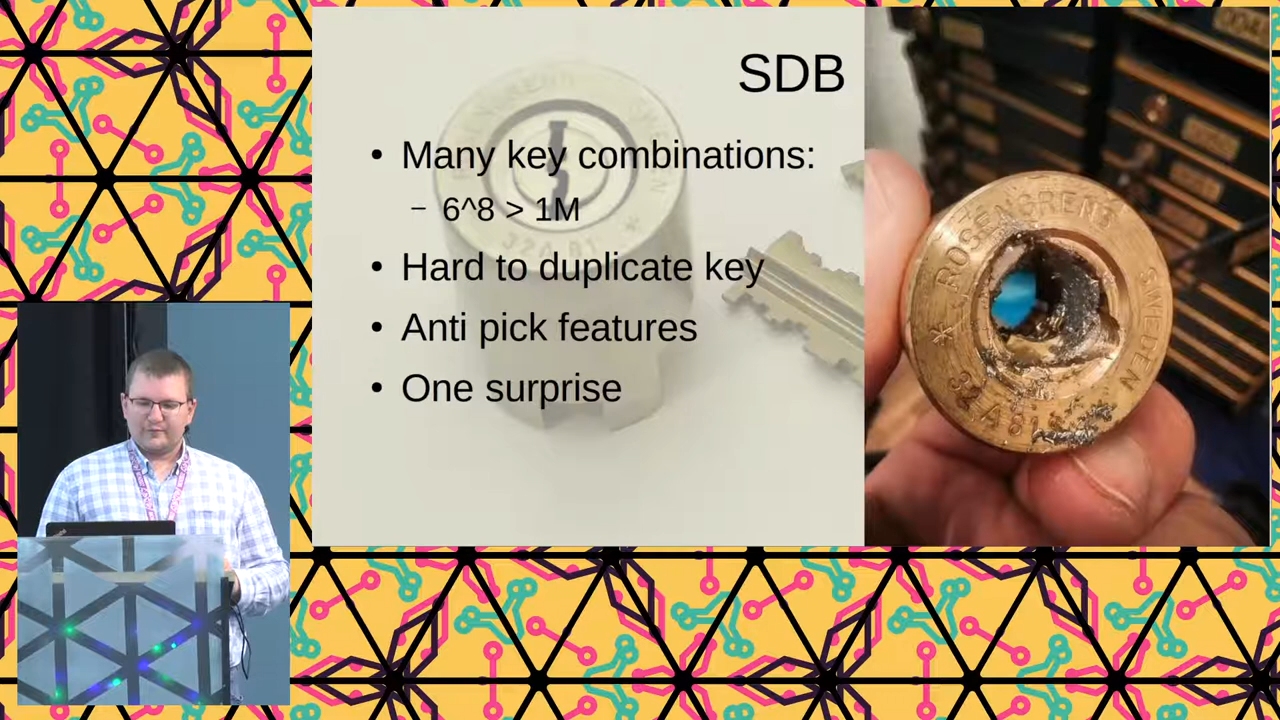 SDB
• Many key combinations:
– 6^8 > 1M
• Hard to duplicate key
• Anti pick features
• One surprise
ROSENGRENS
SWEDEN
*